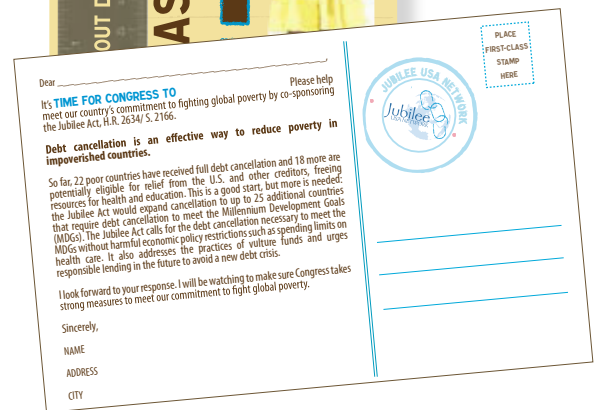 OUT D
AS
Dear
It's TIME FOR CONGRESS TO Please help
meet our country's commitment to fighting global poverty by co-sponsoring
the Jubilee Act, H.R. 2634/ S. 2166.
Debt cancellation is an effective way to reduce poverty in
impoverished countries.
So far, 22 poor countries have received full debt cancellation and 18 more are
potentially eligible for relief from the U.S. and other creditors, freeing
resources for health and education. This is a good start, but more is needed:
the Jubilee Act would expand cancellation to up to 25 additional countries
that require debt cancellation to meet the Millennium Development Goals
(MDGs). The Jubilee Act calls for the debt cancellation necessary to meet the
MDGs without harmful economic policy restrictions such as spending limits on
health care. It also addresses the practices of vulture funds and urges
responsible lending in the future to avoid a new debt crisis.
I look forward to your response. I will be watching to make sure Congress takes
strong measures to meet our commitment to fight global poverty.
Sincerely,
NAME
ADDRESS
CITY
JUBILEE USA NETWORK
Jubilee
USA NETWORK
PLACE
FIRST-CLASS
STAMP
HERE